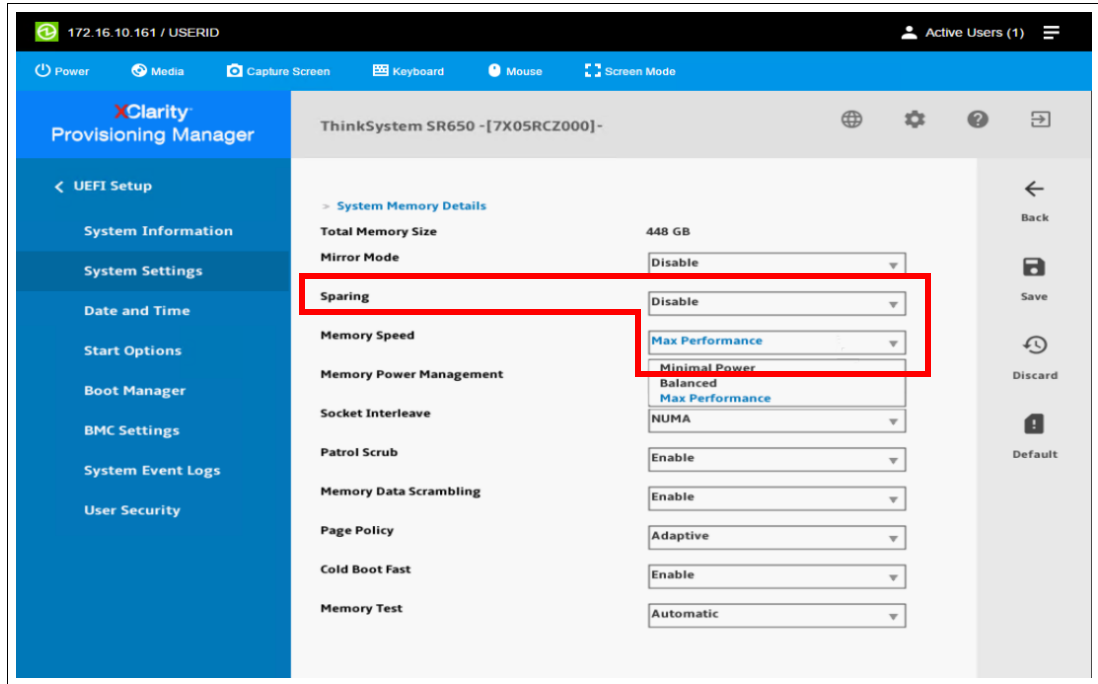 172.16.10.161 / USERID
Active Users (1)
Power Media Capture Screen Keyboard Mouse Screen Mode
XClarity
Provisioning Manager
ThinkSystem SR650 -[7X05RCZ000]-
< UEFI Setup
System Information
System Settings
Date and Time
Start Options
Boot Manager
BMC Settings
System Event Logs
User Security
> System Memory Details
Total Memory Size 448 GB
Mirror Mode Disable
Sparing Disable
Memory Speed Max Performance
Minimal Power
Memory Power Management
Balanced
Max Performance
Socket Interleave NUMA
Patrol Scrub Enable
Memory Data Scrambling Enable
Page Policy Adaptive
Cold Boot Fast Enable
Memory Test Automatic
Back
Save
Discard
Default